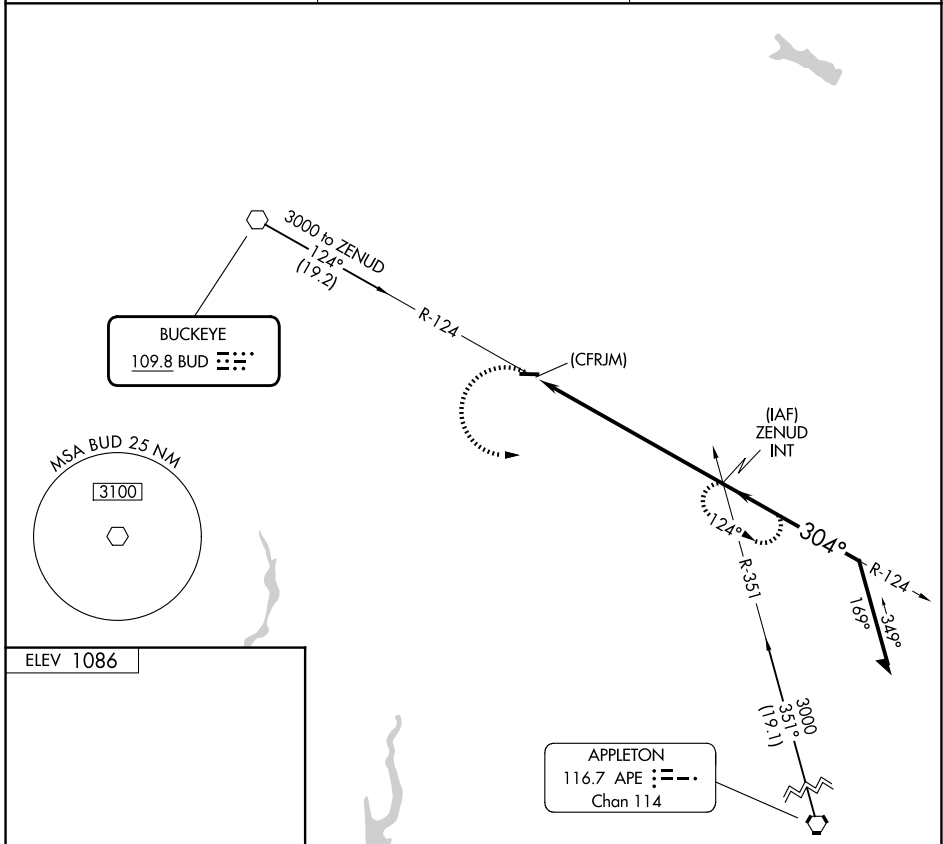 3000 to ZENUD
124°
(19.2)
R-124
BUCKEYE
109.8 BUD
(CFRJM)
(IAF)
ZENUD
INT
MSA BUD 25 NM
3100
124°
304°
R-124
R-351
169°
349°
ELEV 1086
3000
351°
(19.1)
APPLETON
116.7 APE
Chan 114